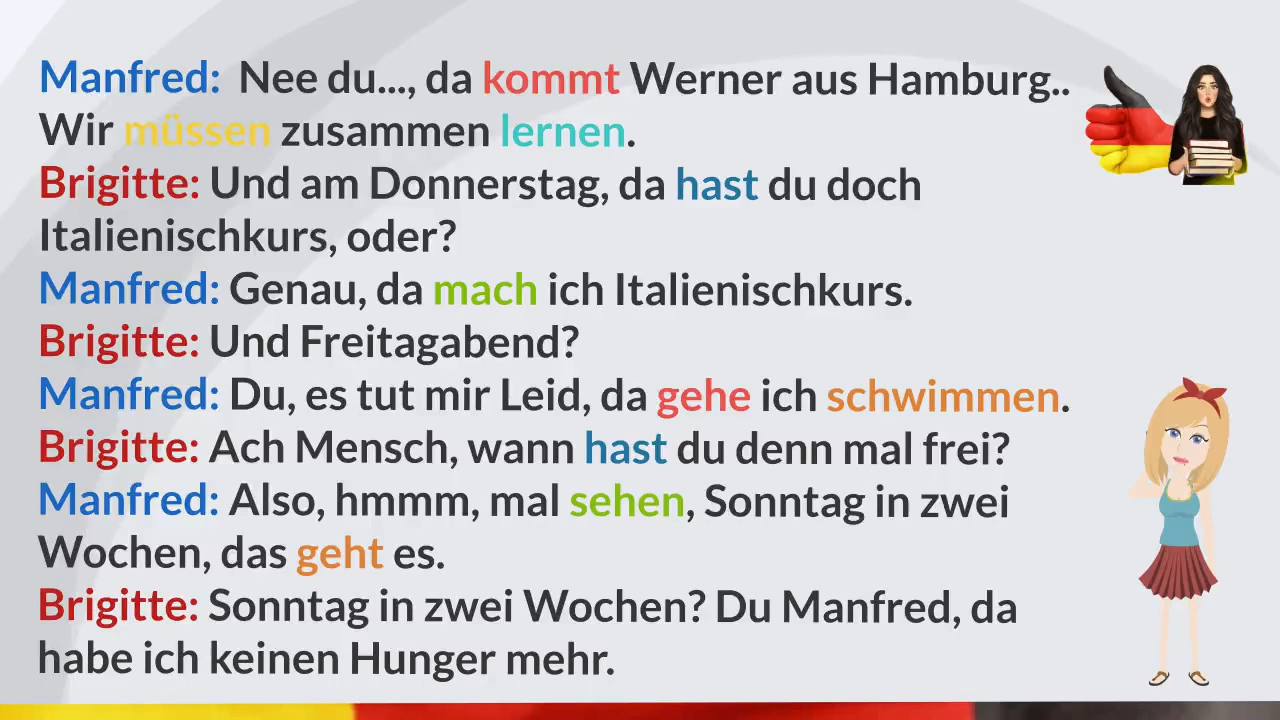 Manfred:  Nee du..., da kommt Werner aus Hamburg..
Wir müssen zusammen lernen.
Brigitte: Und am Donnerstag, da hast du doch
Italienischkurs, oder?
Manfred: Genau, da mach ich Italienischkurs.
Brigitte: Und Freitagabend?
Manfred: Du, es tut mir Leid, da gehe ich schwimmen.
Brigitte: Ach Mensch, wann hast du denn mal frei?
Manfred: Also, hmmm, mal sehen, Sonntag in zwei
Wochen, das geht es.
Brigitte: Sonntag in zwei Wochen? Du Manfred, da
habe ich keinen Hunger mehr.